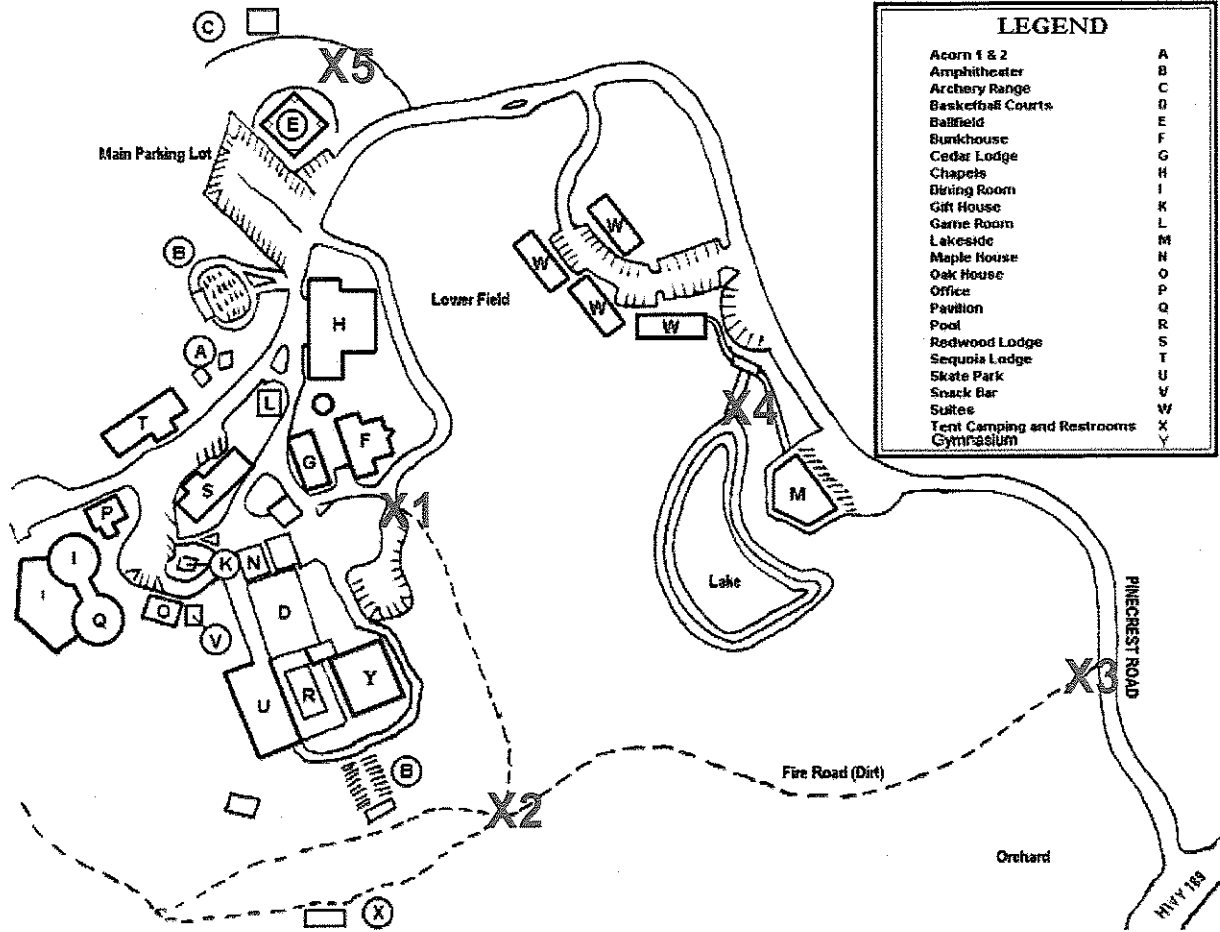 LEGEND
Acorn 1 & 2 A
Amphitheater B
Archery Range C
Basketball Courts D
Ballfield E
Bunkhouse F
Cedar Lodge G
Chapels H
Dining Room I
Gift House K
Game Room L
Lakeside M
Maple House N
Oak House O
Office P
Pavilion Q
Pool R
Redwood Lodge S
Sequoia Lodge T
Skate Park U
Snack Bar V
Suites W
Tent Camping and Restrooms X
Gymnasium Y
C
X5
E
Main Parking Lot
B
W
W
W
W
Lower Field
H
A
L
T
X4
F
G
S
M
P
X1
I
K
N
I
Lake
O
D
Q
V
PINECREST ROAD
Y
X3
R
U
B
Fire Road (Dirt)
X2
Orchard
HWY 189
X